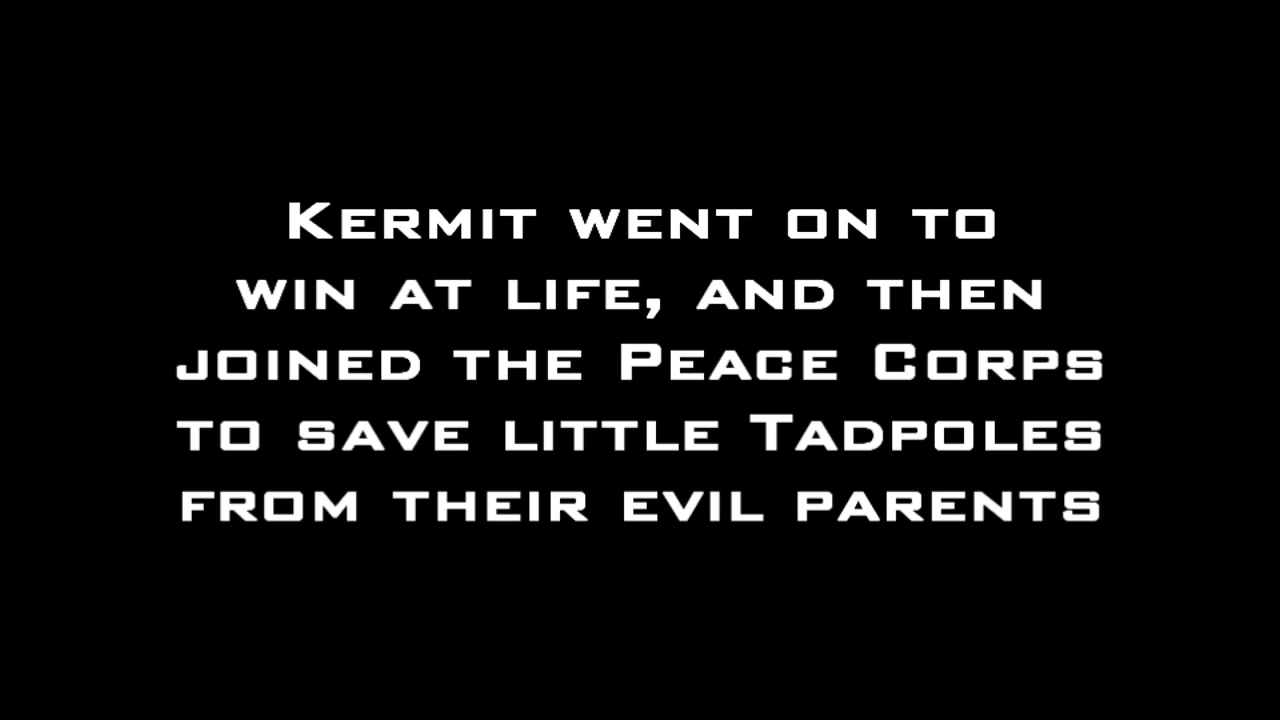 Kermit went on to
win at life, and then
joined the Peace Corps
to save little Tadpoles
from their evil parents